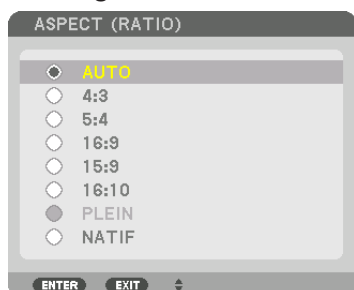 ASPECT (RATIO)
AUTO
4:3
5:4
16:9
15:9
16:10
PLEIN
NATIF
ENTER EXIT